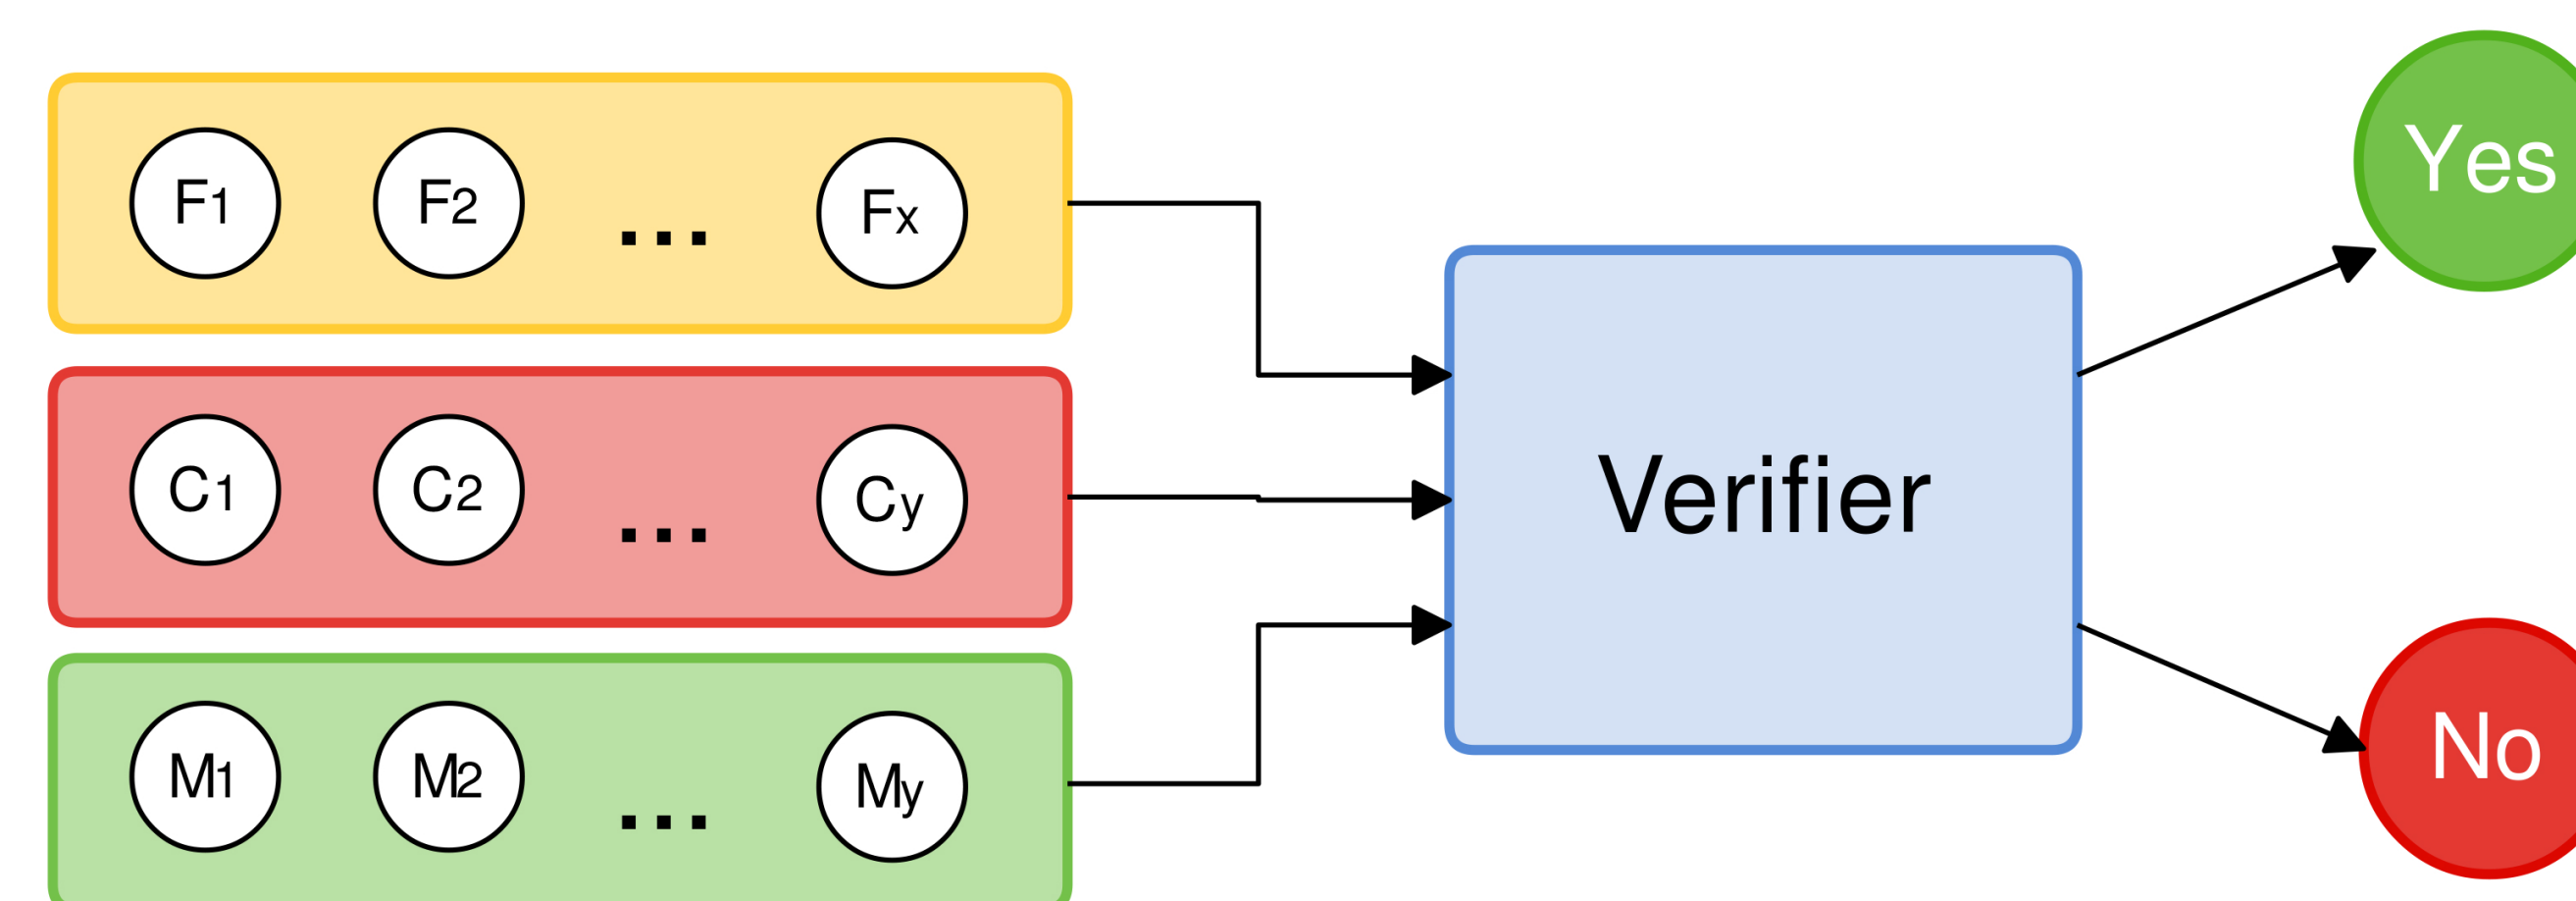 F1 F2 ... Fx
C1 C2 ... Cy
M1 M2 ... My
Verifier
Yes
No